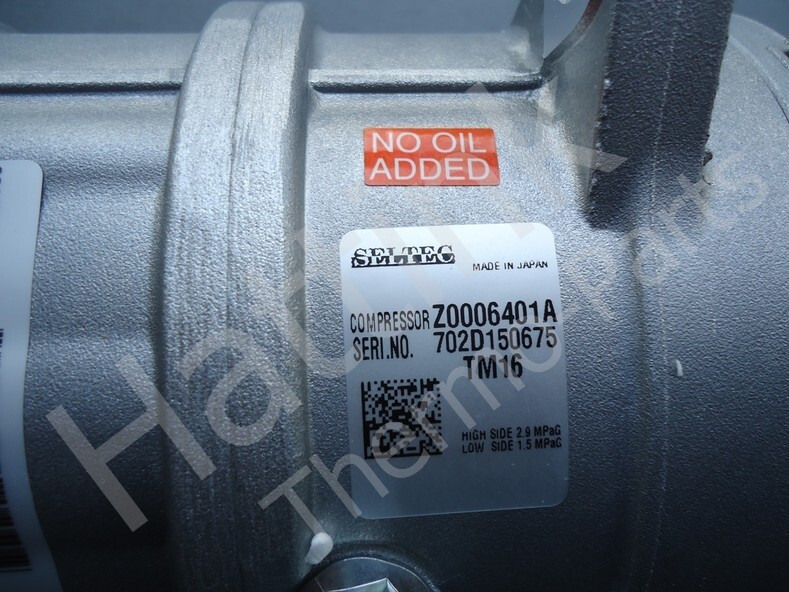 NO OIL
ADDED
SELTEC MADE IN JAPAN
COMPRESSOR Z0006401A
SERI.NO. 702D150675
TM16
HIGH SIDE 2.9 MPaG
LOW SIDE 1.5 MPaG
Thermo Parts